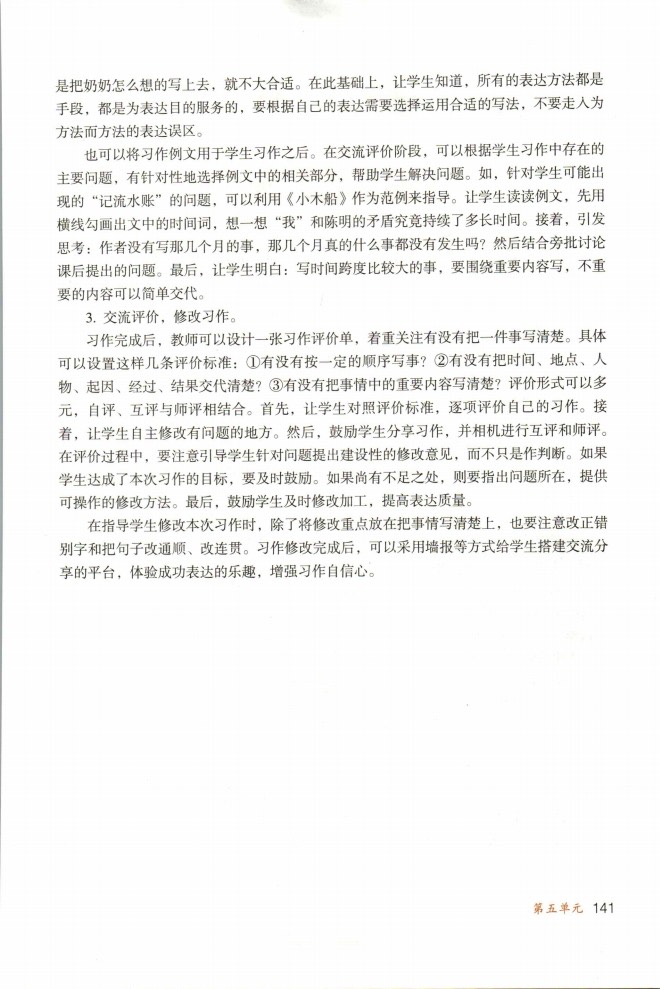 是把奶奶怎么想的写上去，就不大合适。在此基础上，让学生知道，所有的表达方法都是
手段，都是为表达目的服务的，要根据自己的表达需要选择运用合适的写法，不要走入为
方法而方法的表达误区。
也可以将习作例文用于学生习作之后。在交流评价阶段，可以根据学生习作中存在的
主要问题，有针对性地选择例文中的相关部分，帮助学生解决问题。如，针对学生可能出
现的“记流水账”的问题，可以利用《小木船》作为范例来指导。让学生读读例文，先用
横线勾画出文中的时间词，想一想“我”和陈明的矛盾究竟持续了多长时间。接着，引发
思考：作者没有写那几个月的事，那几个月真的什么事都没有发生吗？然后结合旁批讨论
课后提出的问题。最后，让学生明白：写时间跨度比较大的事，要围绕重要内容写，不重
要的内容可以简单交代。
3. 交流评价，修改习作。
习作完成后，教师可以设计一张习作评价单，着重关注有没有把一件事写清楚。具体
可以设置这样几条评价标准：①有没有按一定的顺序写事？②有没有把时间、地点、人
物、起因、经过、结果交代清楚？③有没有把事情中的重要内容写清楚？评价形式可以多
元，自评、互评与师评相结合。首先，让学生对照评价标准，逐项评价自己的习作。接
着，让学生自主修改有问题的地方。然后，鼓励学生分享习作，并相机进行互评和师评。
在评价过程中，要注意引导学生针对问题提出建设性的修改意见，而不只是作判断。如果
学生达成了本次习作的目标，要及时鼓励。如果尚有不足之处，则要指出问题所在，提供
可操作的修改方法。最后，鼓励学生及时修改加工，提高表达质量。
在指导学生修改本次习作时，除了将修改重点放在把事情写清楚上，也要注意改正错
别字和把句子改通顺、改连贯。习作修改完成后，可以采用墙报等方式给学生搭建交流分
享的平台，体验成功表达的乐趣，增强习作自信心。
第五单元 141